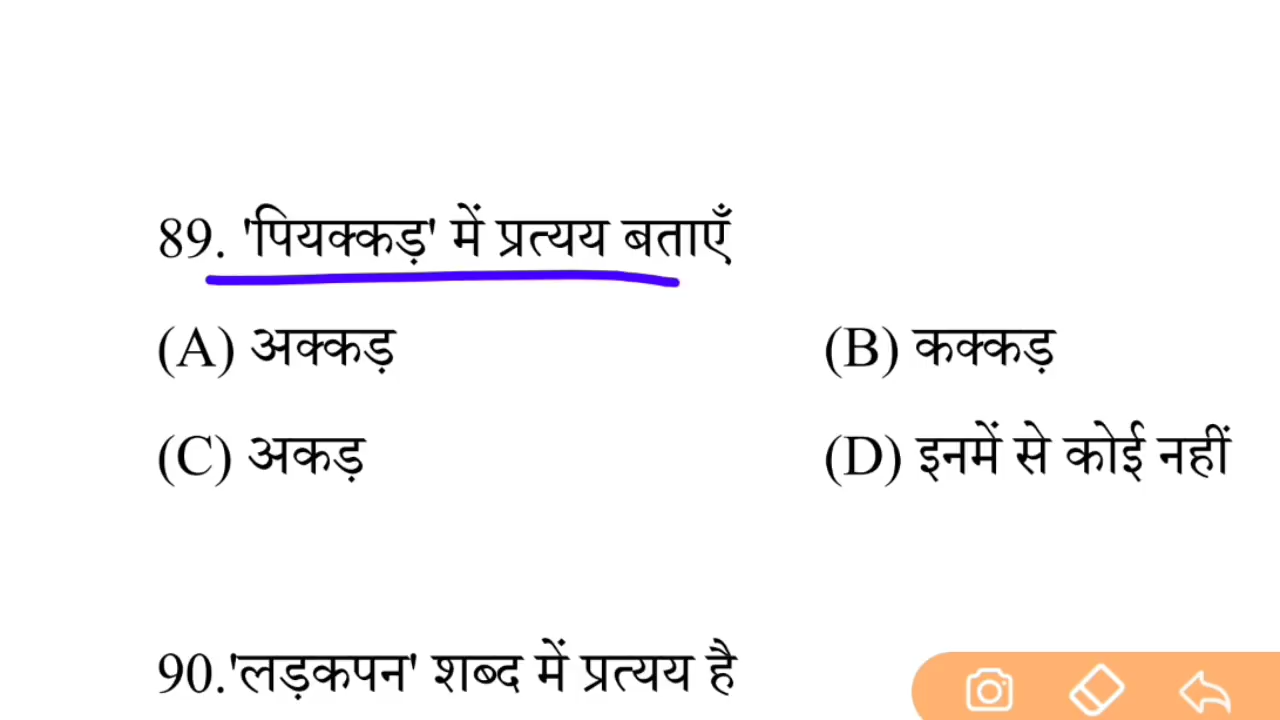 89. 'पियक्कड़' में प्रत्यय बताएँ
(A) अक्कड़ (B) कक्कड़
(C) अकड़ (D) इनमें से कोई नहीं
90.'लड़कपन' शब्द में प्रत्यय है